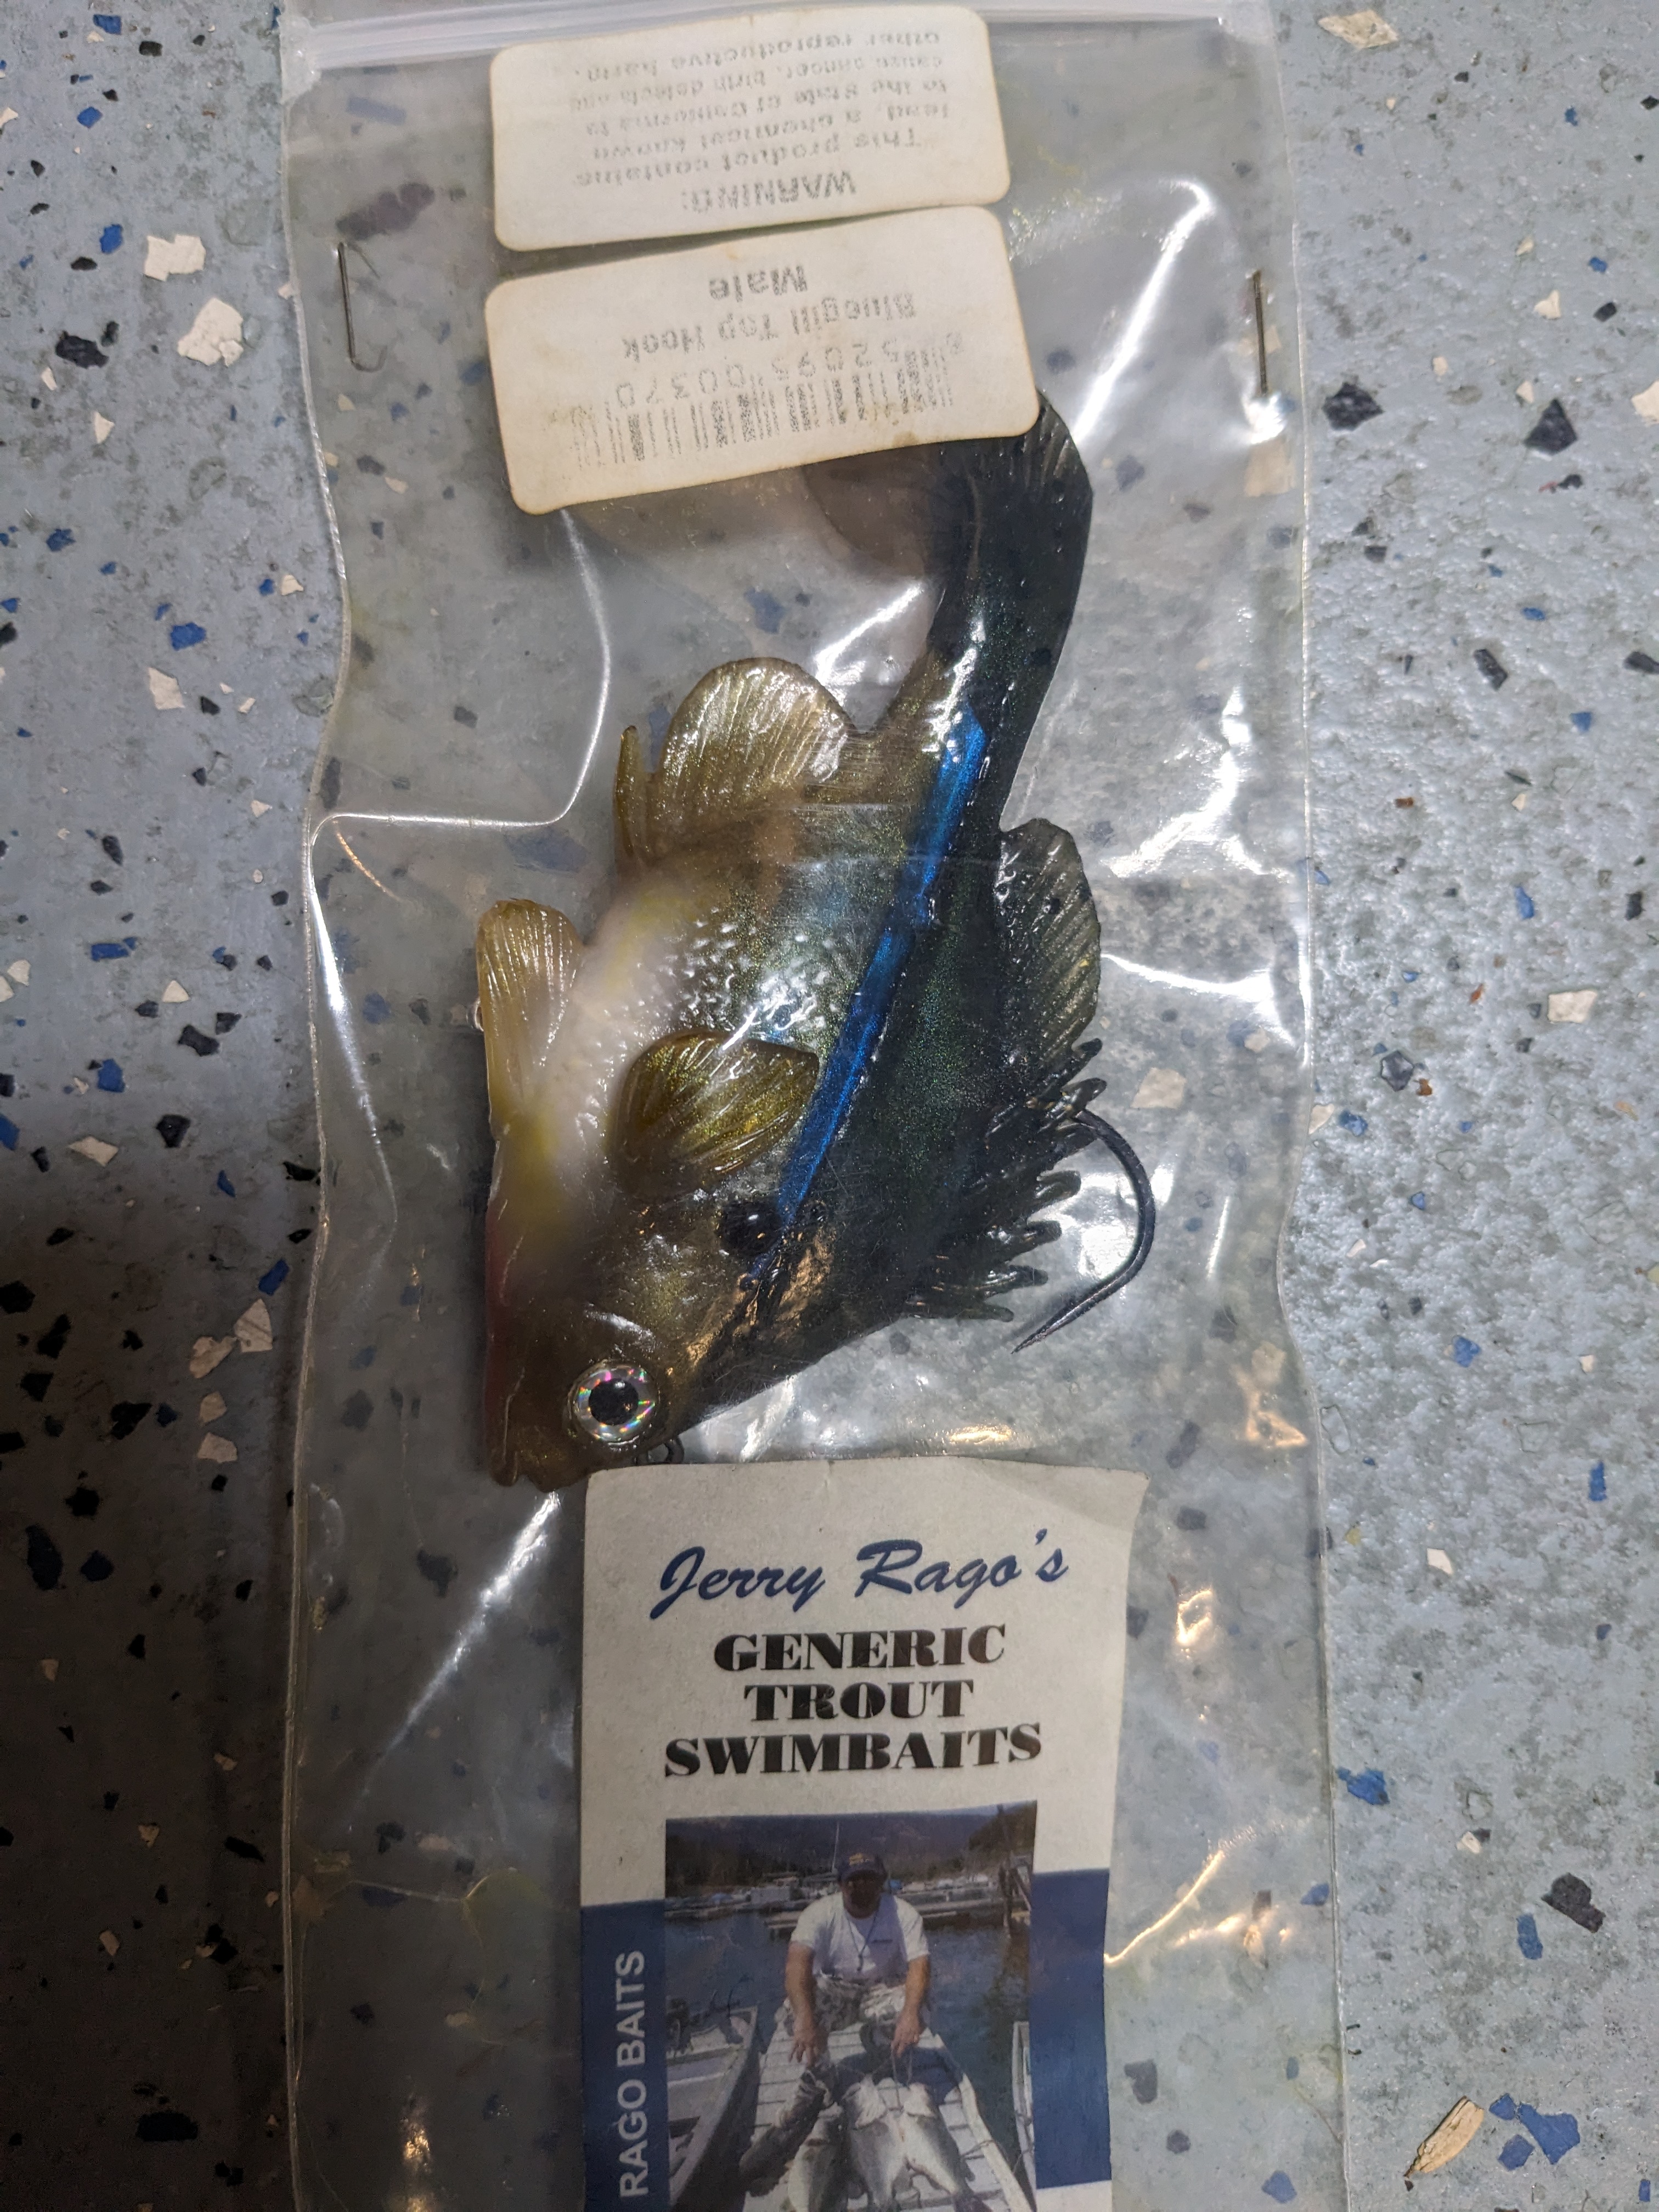 WARNING:
This product contains
lead, a chemical known
to the State of California to
cause cancer, birth defects and
other reproductive harm.
Bluegill Top Hook
Male
Jerry Rago's
GENERIC
TROUT
SWIMBAITS
RAGO BAITS